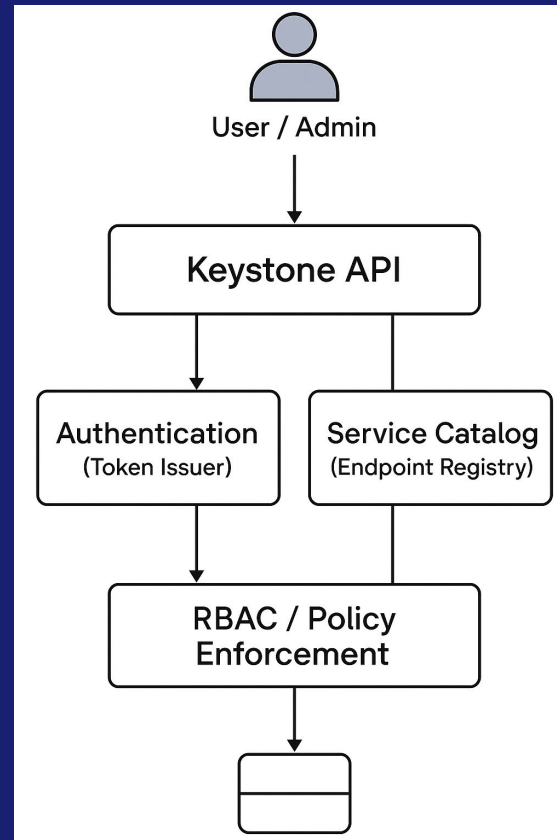 User / Admin
Keystone API
Authentication
(Token Issuer)
Service Catalog
(Endpoint Registry)
RBAC / Policy
Enforcement